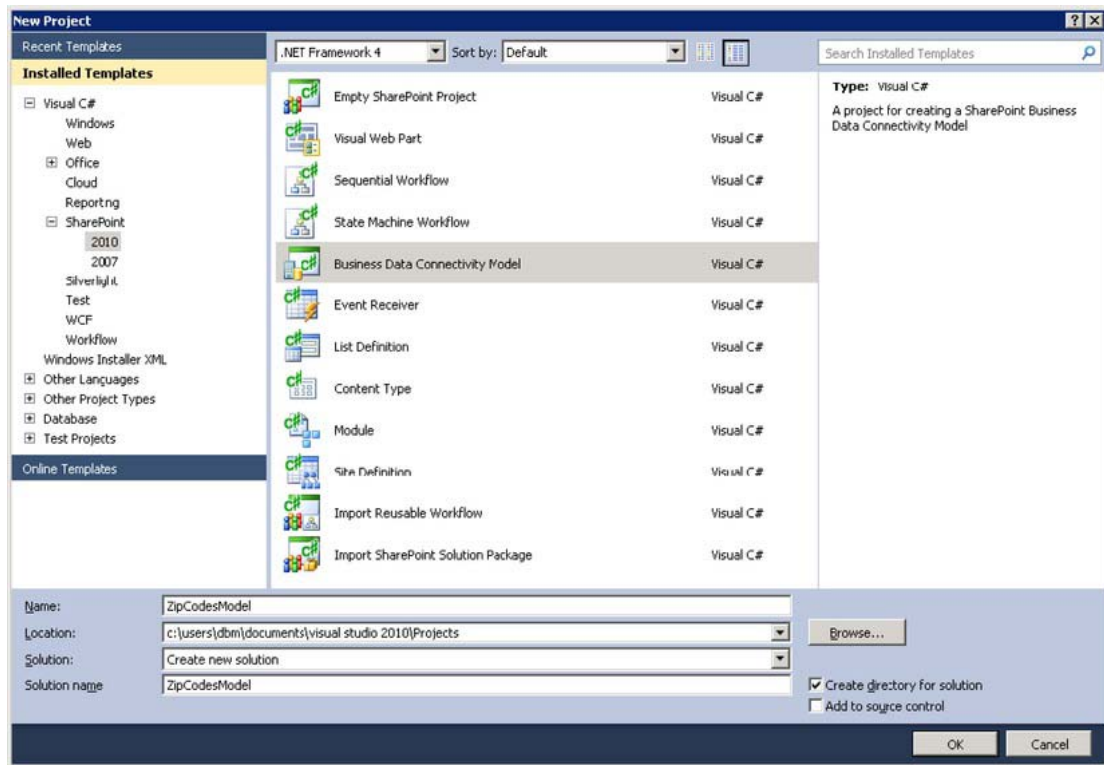 New Project
Recent Templates
Installed Templates
Visual C#
Windows
Web
Office
Cloud
Reporting
SharePoint
2010
2007
Silverlight
Test
WCF
Workflow
Windows Installer XML
Other Languages
Other Project Types
Database
Test Projects
Online Templates
.NET Framework 4 Sort by: Default
Empty SharePoint Project Visual C#
Visual Web Part Visual C#
Sequential Workflow Visual C#
State Machine Workflow Visual C#
Business Data Connectivity Model Visual C#
Event Receiver Visual C#
List Definition Visual C#
Content Type Visual C#
Module Visual C#
Site Definition Visual C#
Import Reusable Workflow Visual C#
Import SharePoint Solution Package Visual C#
Search Installed Templates
Type: Visual C#
A project for creating a SharePoint Business
Data Connectivity Model
Name: ZipCodesModel
Location: c:\users\dbm\documents\visual studio 2010\Projects
Browse...
Solution: Create new solution
Solution name ZipCodesModel
Create directory for solution
Add to source control
OK Cancel